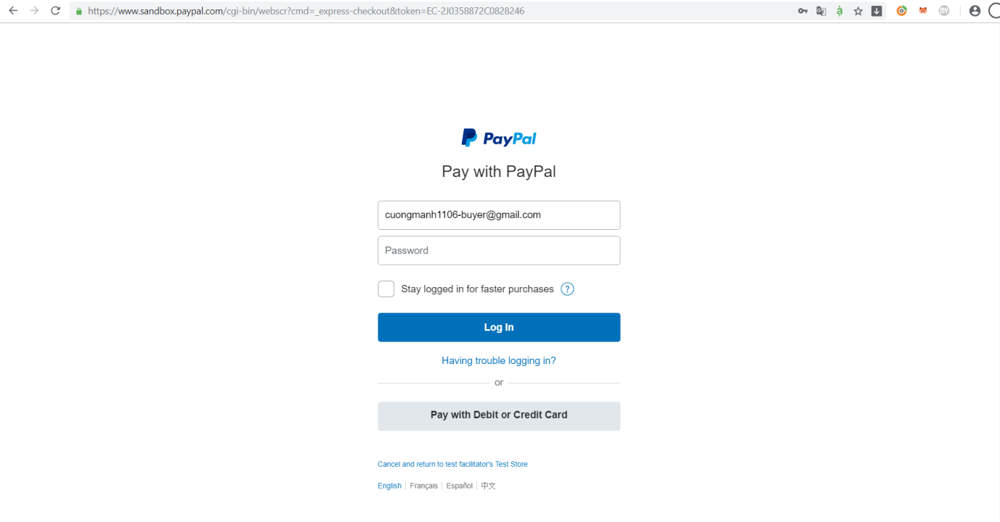 https://www.sandbox.paypal.com/cgi-bin/webscr?cmd=_express-checkout&token=EC-2J0358872C0828246
PayPal
Pay with PayPal
cuongmanh1106-buyer@gmail.com
Password
Stay logged in for faster purchases ?
Log In
Having trouble logging in?
or
Pay with Debit or Credit Card
Cancel and return to test facilitator's Test Store
English Français Español 中文